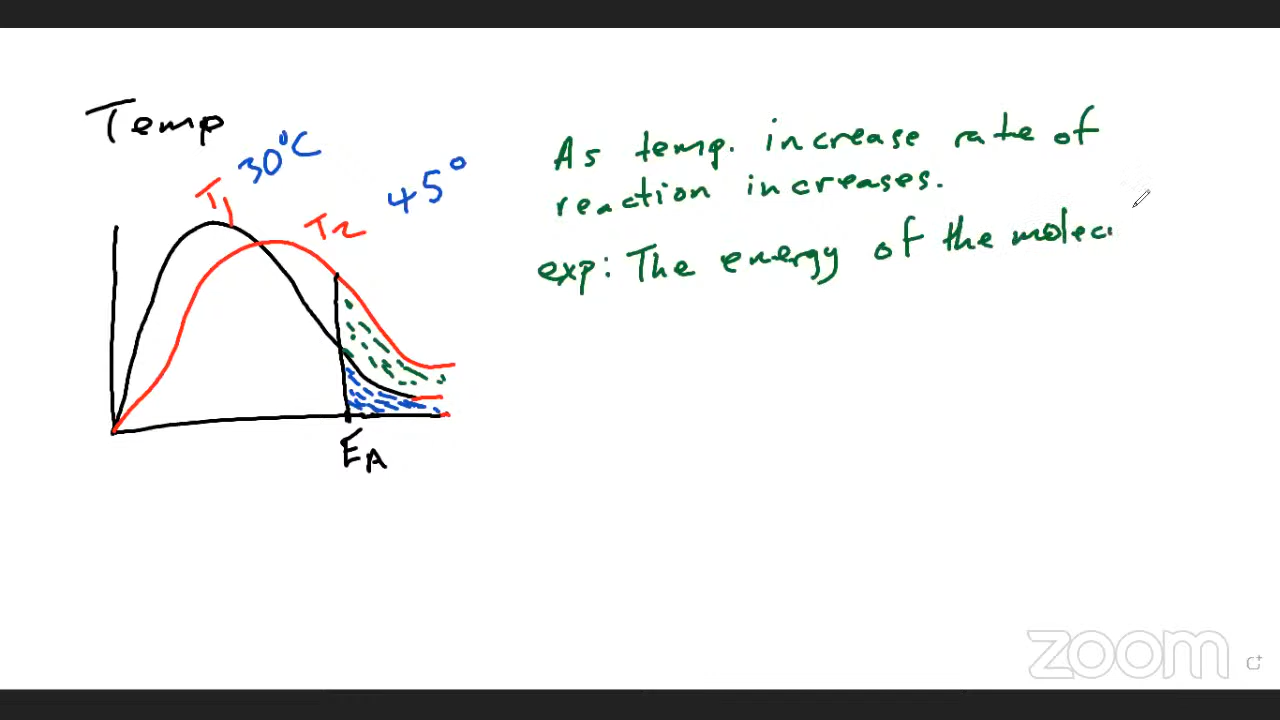 Temp
30°C
T1
45°
T2
EA
As temp. increase rate of
reaction increases.
exp: The energy of the molec
zoom